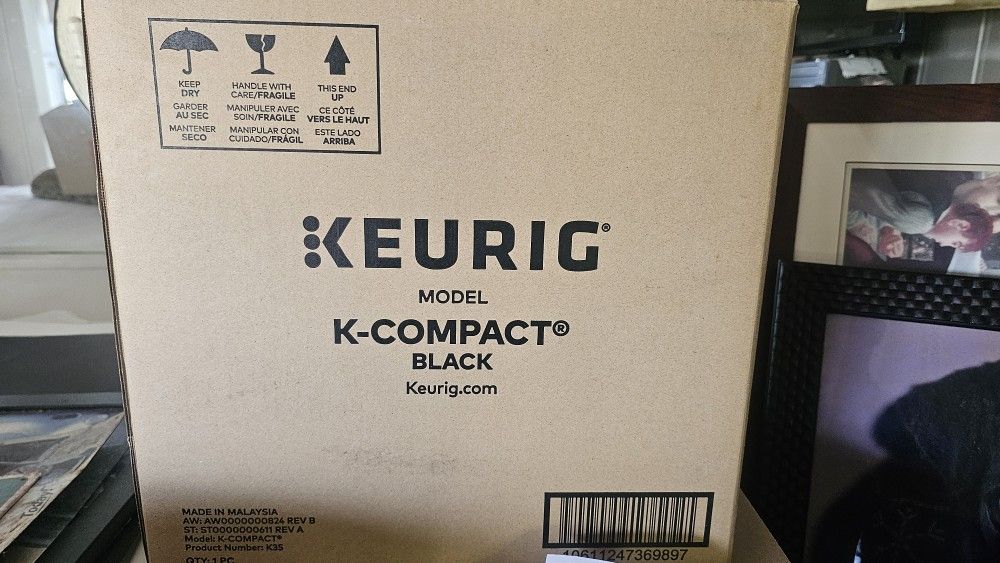 KEEP
DRY
GARDER
AU SEC
MANTENER
SECO
HANDLE WITH
CARE/FRAGILE
MANIPULER AVEC
SOIN/FRAGILE
MANIPULAR CON
CUIDADO/FRÁGIL
THIS END
UP
CE CÔTÉ
VERS LE HAUT
ESTE LADO
ARRIBA
KEURIG®
MODEL
K-COMPACT®
BLACK
Keurig.com
MADE IN MALAYSIA
AW: AW0000000824 REV B
ST: ST0000000611 REV A
Model: K-COMPACT®
Product Number: K35
QTY: 1 PC
10611247369897
Today!